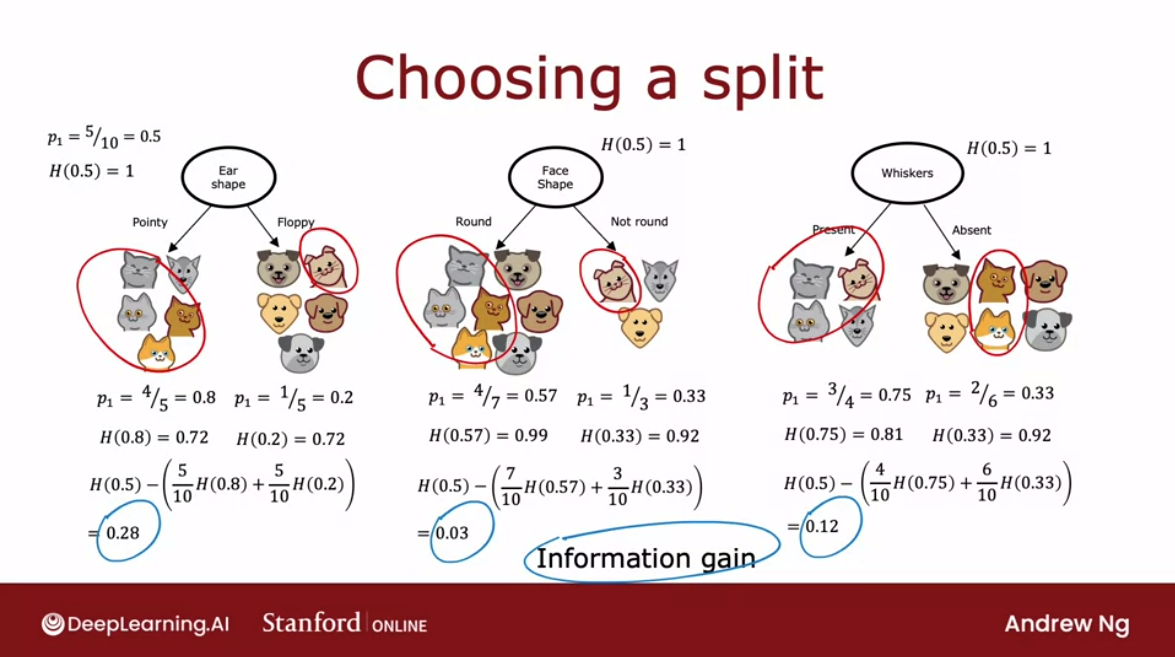 Choosing a split
p₁ = 5/10 = 0.5
H(0.5) = 1
Ear
shape
Pointy
Floppy
p₁ = 4/5 = 0.8
p₁ = 1/5 = 0.2
H(0.8) = 0.72
H(0.2) = 0.72
H(0.5) − (5/10 H(0.8) + 5/10 H(0.2))
= 0.28
H(0.5) = 1
Face
Shape
Round
Not round
p₁ = 4/7 = 0.57
p₁ = 1/3 = 0.33
H(0.57) = 0.99
H(0.33) = 0.92
H(0.5) − (7/10 H(0.57) + 3/10 H(0.33))
= 0.03
H(0.5) = 1
Whiskers
Present
Absent
p₁ = 3/4 = 0.75
p₁ = 2/6 = 0.33
H(0.75) = 0.81
H(0.33) = 0.92
H(0.5) − (4/10 H(0.75) + 6/10 H(0.33))
= 0.12
Information gain
DeepLearning.AI
Stanford | ONLINE
Andrew Ng